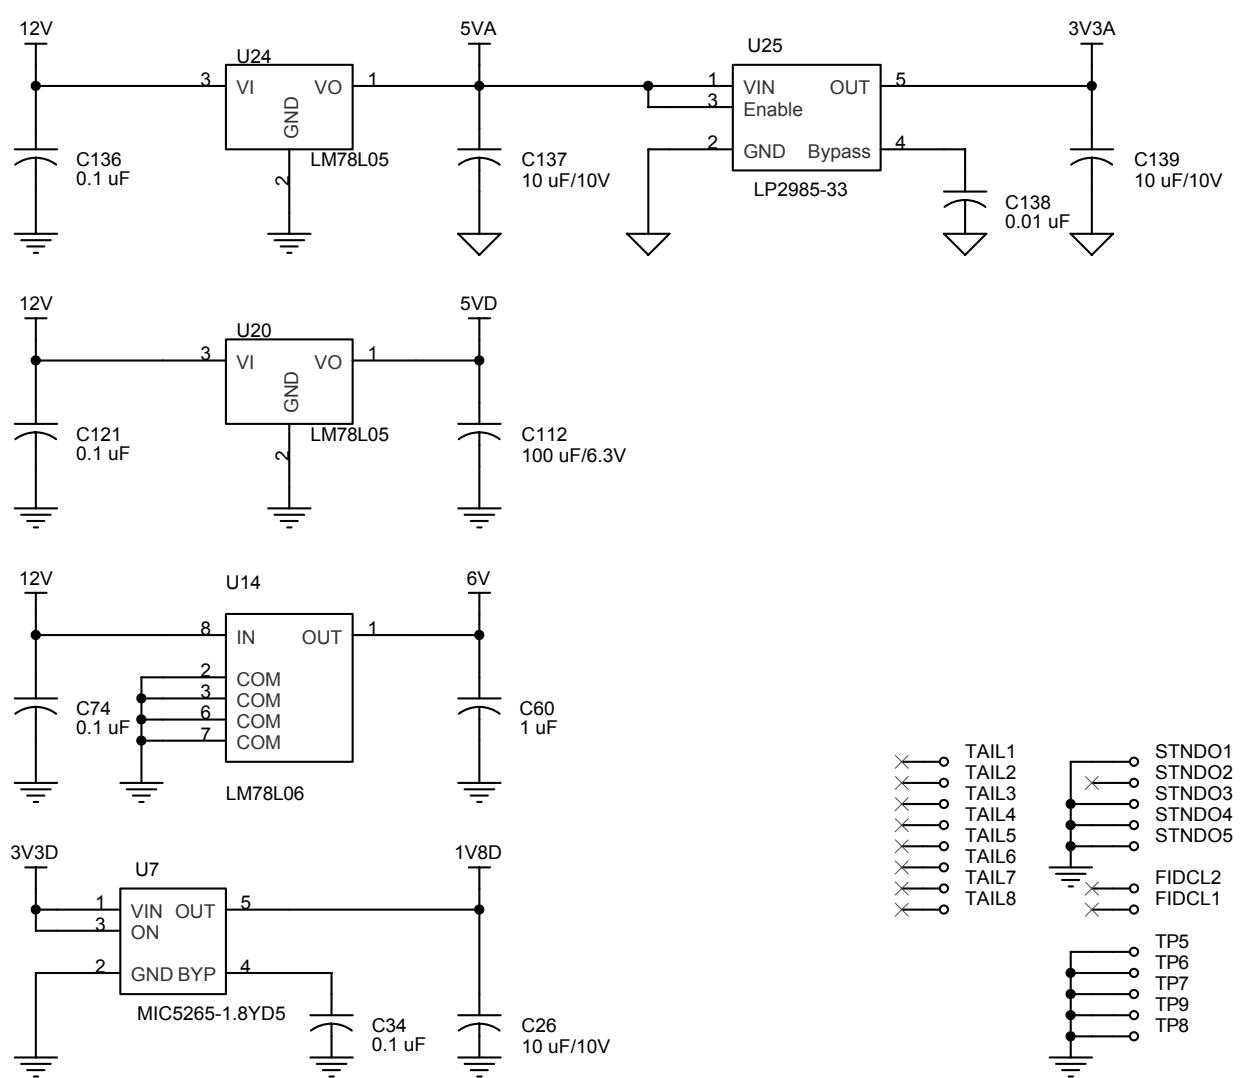 12V
5VA
3V3A
U24
U25
3
VI
VO
1
GND
2
LM78L05
1
VIN
OUT
5
3
Enable
2
GND
Bypass
4
LP2985-33
C136
0.1 uF
C137
10 uF/10V
C138
0.01 uF
C139
10 uF/10V
12V
5VD
U20
3
VI
VO
1
GND
2
LM78L05
C121
0.1 uF
C112
100 uF/6.3V
12V
6V
U14
8
IN
OUT
1
2
COM
3
COM
6
COM
7
COM
LM78L06
C74
0.1 uF
C60
1 uF
3V3D
1V8D
U7
1
VIN
OUT
5
3
ON
2
GND
BYP
4
MIC5265-1.8YD5
C34
0.1 uF
C26
10 uF/10V
TAIL1
TAIL2
TAIL3
TAIL4
TAIL5
TAIL6
TAIL7
TAIL8
STNDO1
STNDO2
STNDO3
STNDO4
STNDO5
FIDCL2
FIDCL1
TP5
TP6
TP7
TP9
TP8